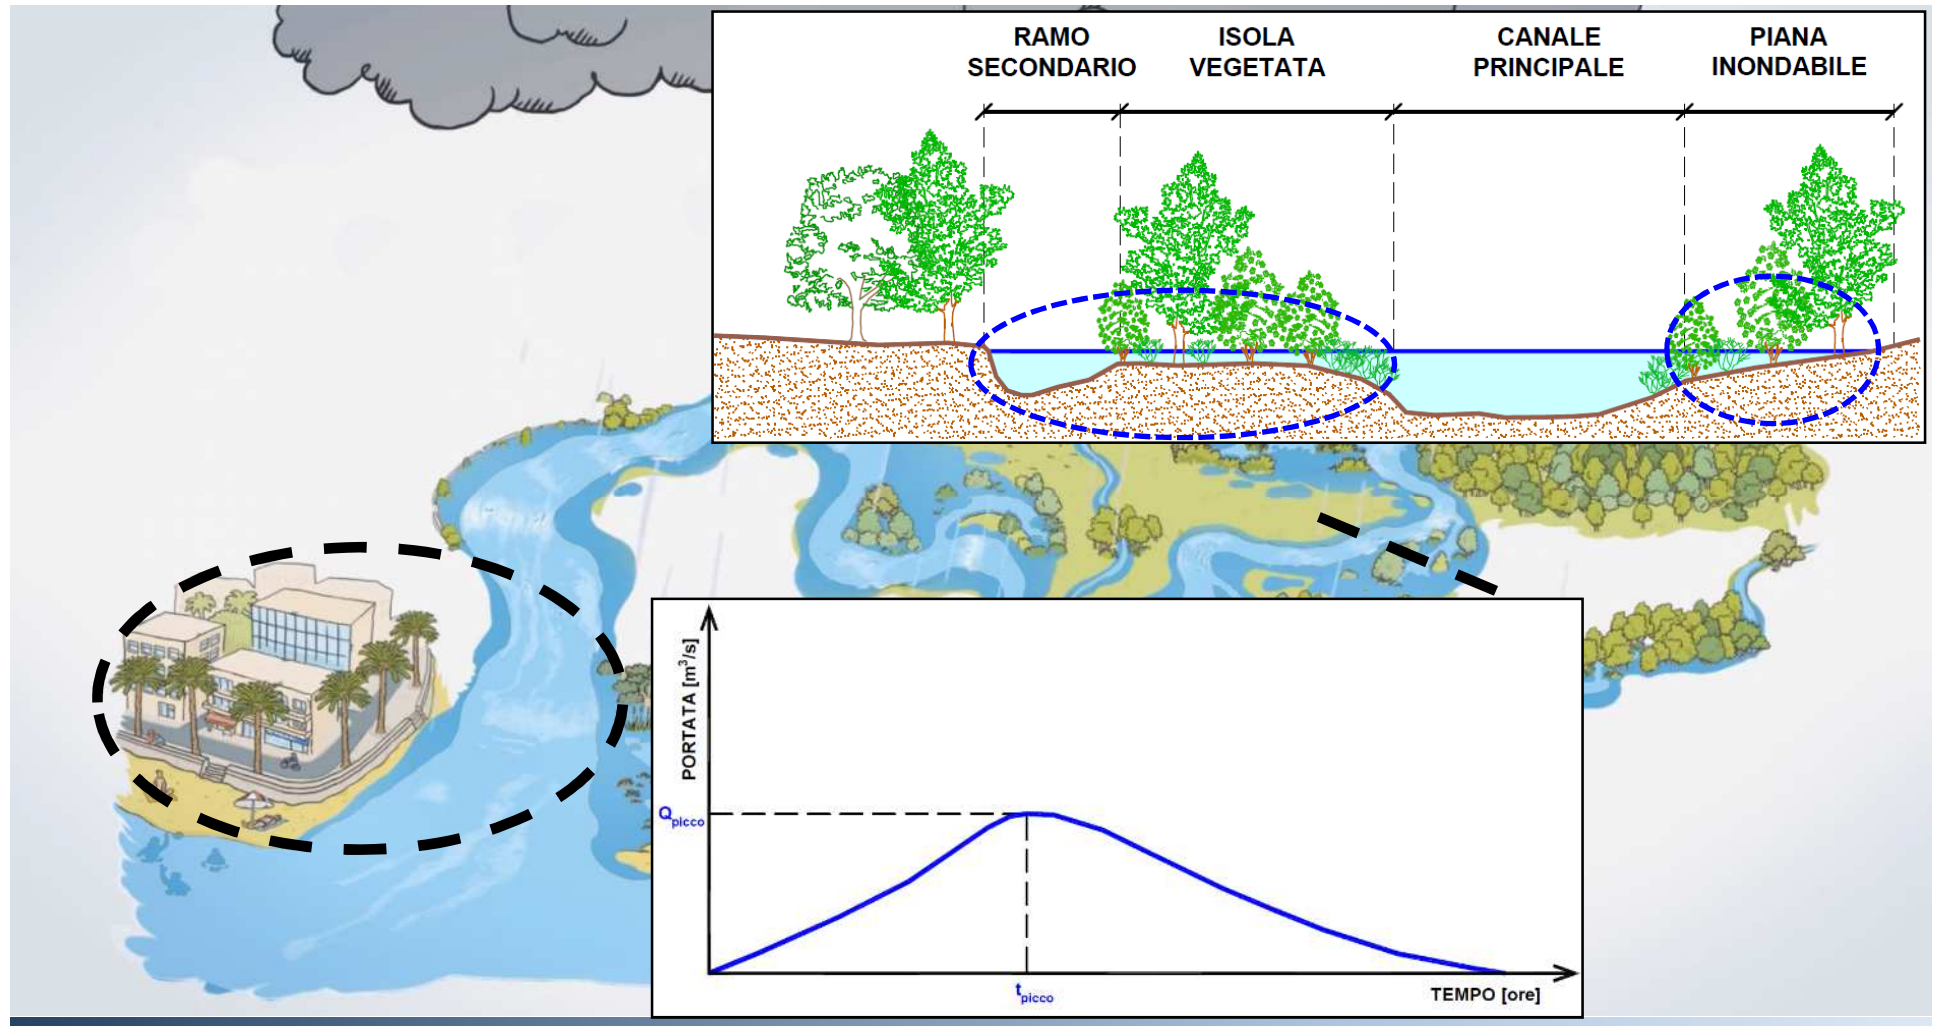 RAMO
SECONDARIO
ISOLA
VEGETATA
CANALE
PRINCIPALE
PIANA
INONDABILE
PORTATA [m³/s]
Qpicco
tpicco
TEMPO [ore]